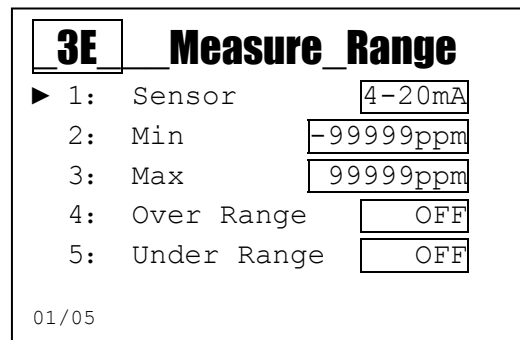 _3E_ __Measure_Range
► 1: Sensor 4-20mA
2: Min -99999ppm
3: Max 99999ppm
4: Over Range OFF
5: Under Range OFF
01/05